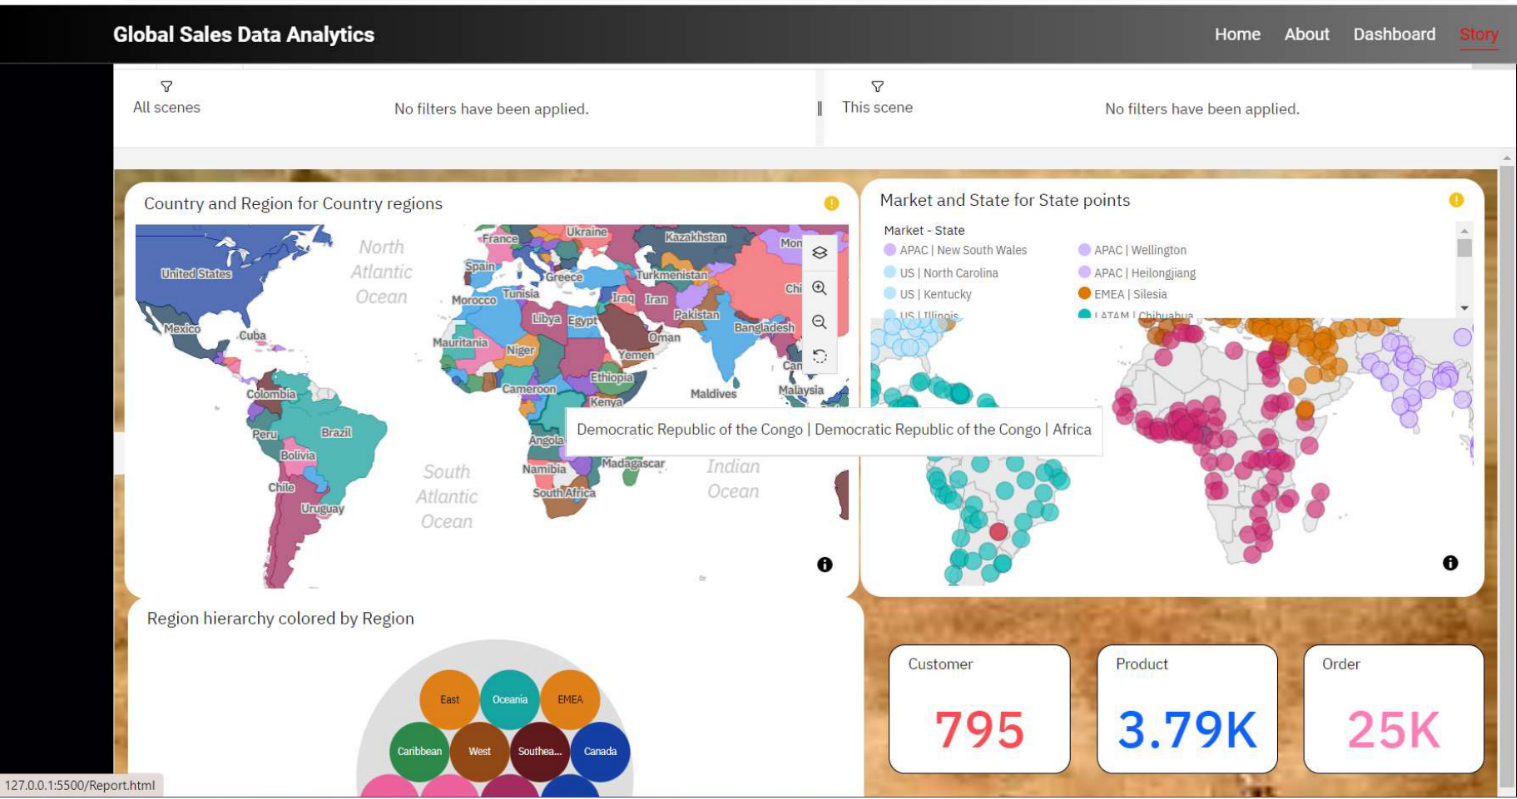 Global Sales Data Analytics
Home About Dashboard Story
All scenes
No filters have been applied.
This scene
No filters have been applied.
Country and Region for Country regions
North
Atlantic
Ocean
United States
Mexico
Cuba
Colombia
Peru
Brazil
Bolivia
Chile
Uruguay
South
Atlantic
Ocean
France
Ukraine
Kazakhstan
Mon
Spain
Greece
Turkmenistan
Chi
Morocco
Tunisia
Iraq
Iran
Libya
Egypt
Pakistan
Bangladesh
Mauritania
Niger
Oman
Yemen
Can
Cameroon
Ethiopia
Kenya
Maldives
Malaysia
Angola
Namibia
Madagascar
South Africa
Indian
Ocean
Democratic Republic of the Congo | Democratic Republic of the Congo | Africa
Market and State for State points
Market - State
APAC | New South Wales
APAC | Wellington
US | North Carolina
APAC | Heilongjiang
US | Kentucky
EMEA | Silesia
US | Illinois
LATAM | Chihuahua
Region hierarchy colored by Region
East
Oceania
EMEA
Caribbean
West
Southea...
Canada
Customer
795
Product
3.79K
Order
25K
127.0.0.1:5500/Report.html